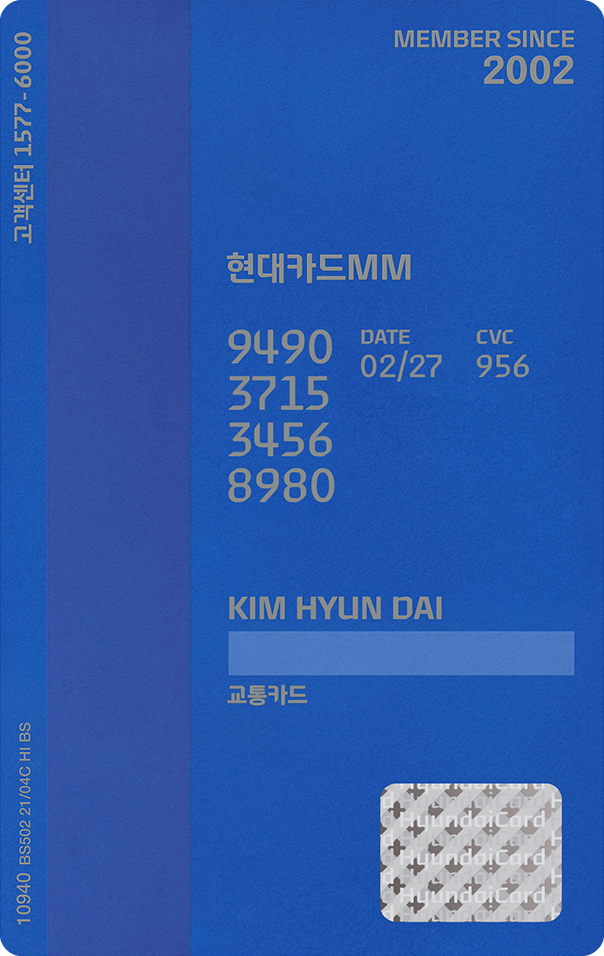 고객센터 1577-6000
MEMBER SINCE
2002
현대카드MM
9490
DATE
CVC
02/27
956
3715
3456
8980
KIM HYUN DAI
교통카드
10940 BS502 21/04C HI BS
HyundaiCard
HyundaiCard
HyundaiCard